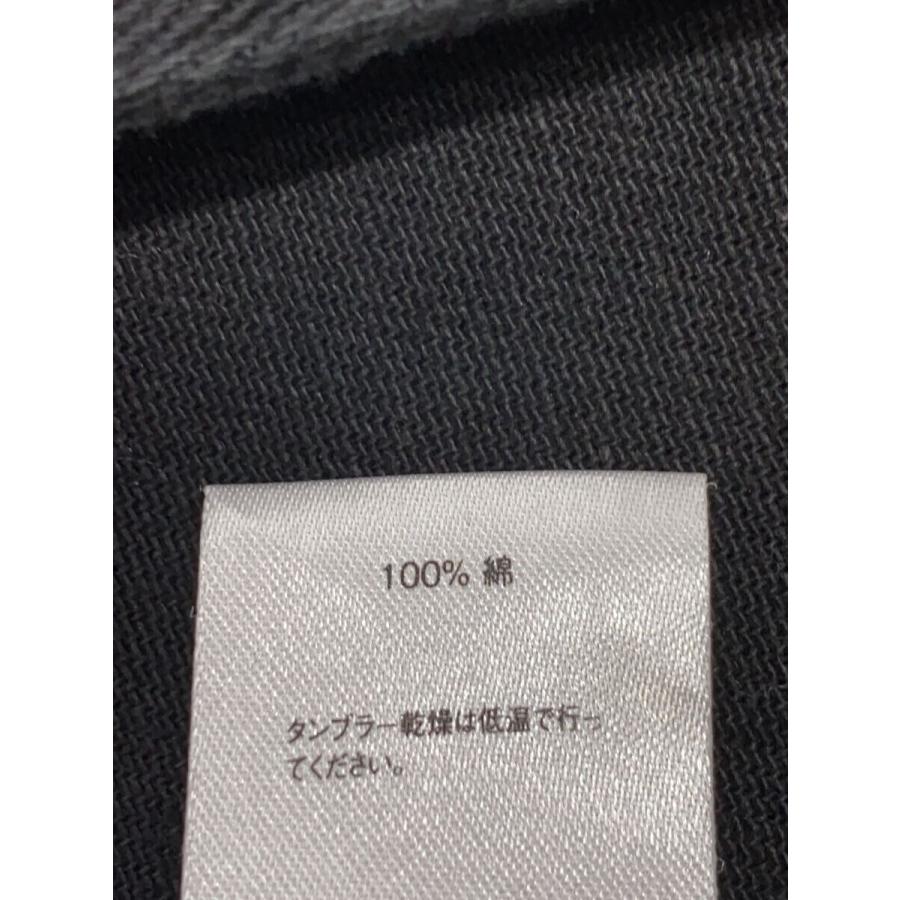 100% 綿
タンブラー乾燥は低温で行っ
てください。